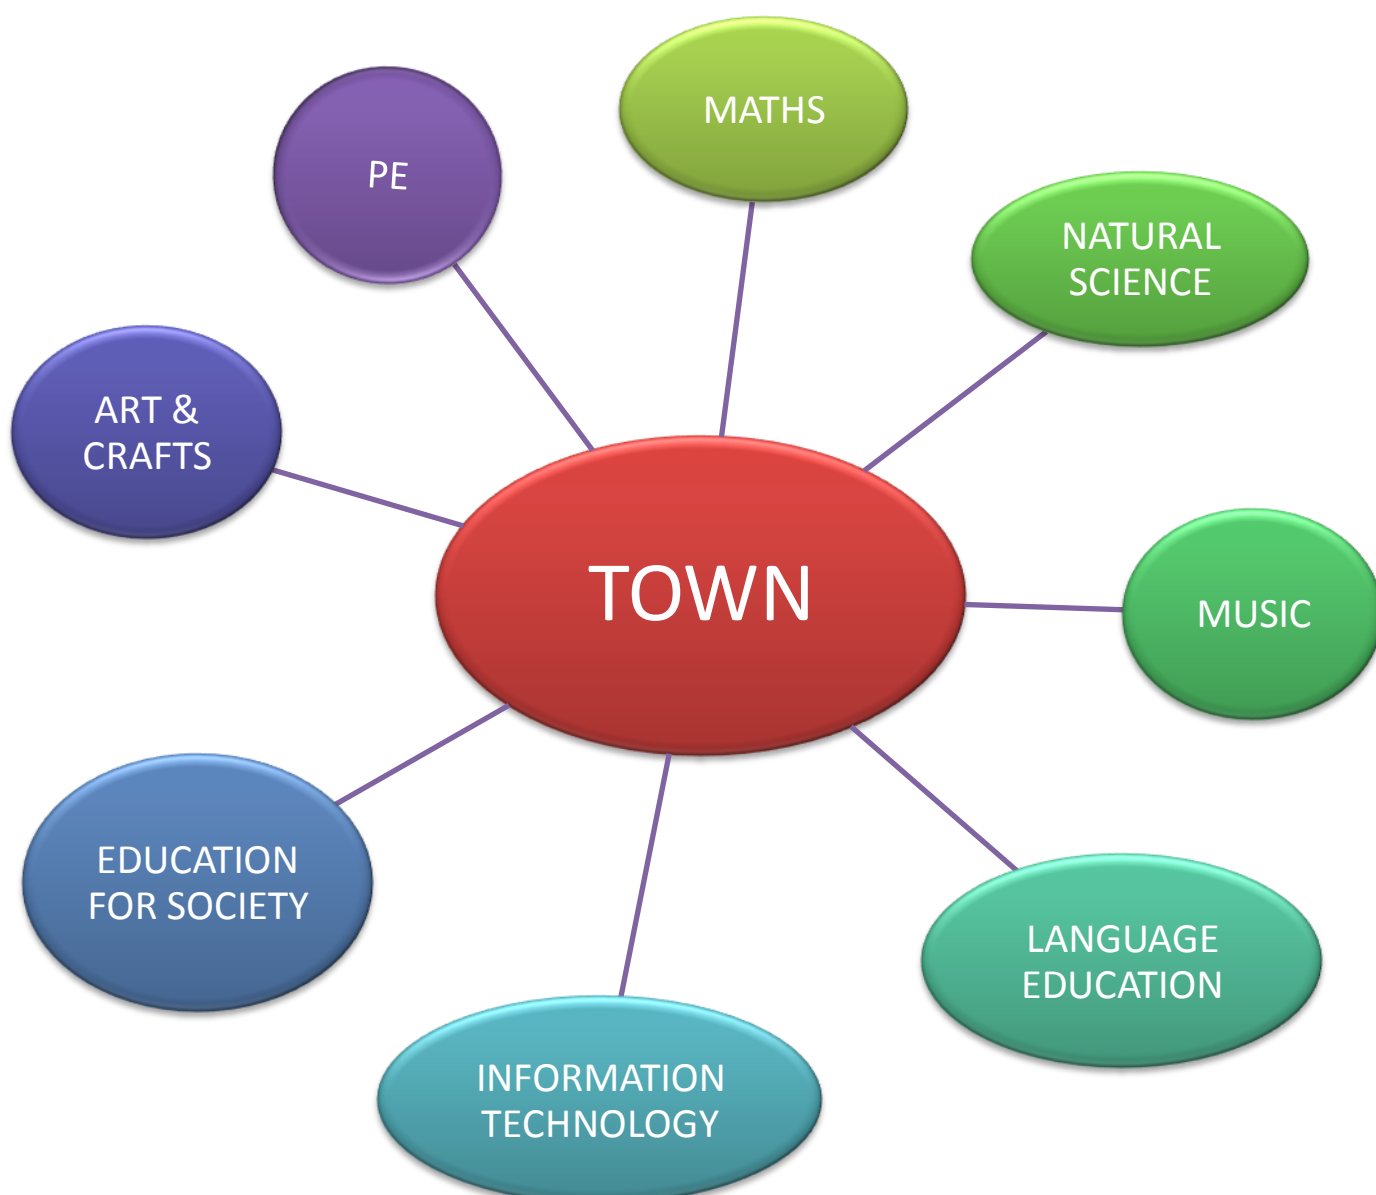 MATHS
PE
NATURAL
SCIENCE
ART &
CRAFTS
TOWN
MUSIC
EDUCATION
FOR SOCIETY
LANGUAGE
EDUCATION
INFORMATION
TECHNOLOGY